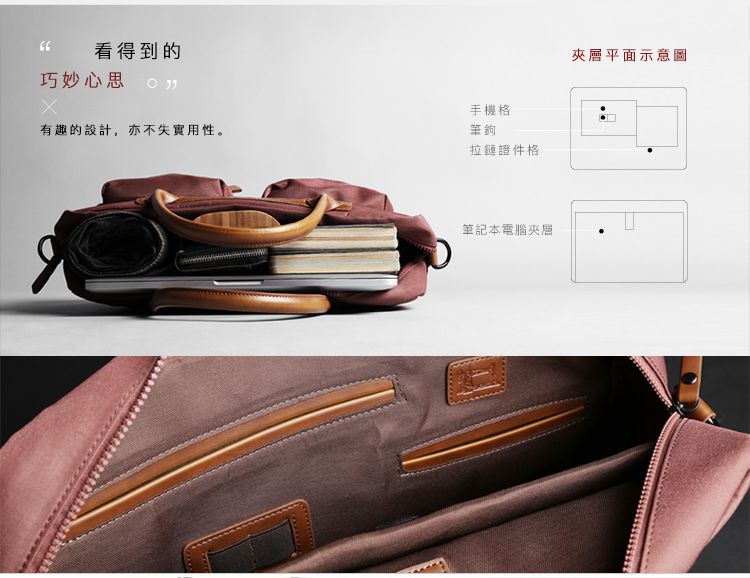 “ 看得到的
巧妙心思 。”
有趣的設計，亦不失實用性。
夾層平面示意圖
手機格
筆鉤
拉鏈證件格
筆記本電腦夾層